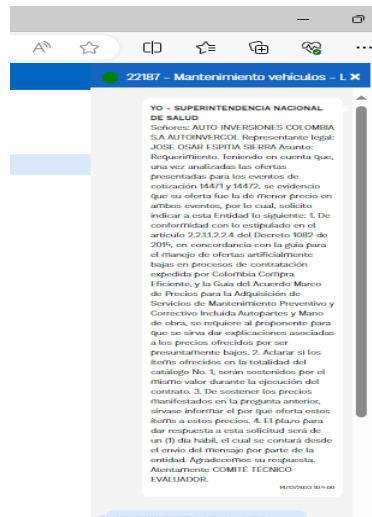 22187 - Mantenimiento vehículos - L ×
YO - SUPERINTENDENCIA NACIONAL
DE SALUD
Señores: AUTO INVERSIONES COLOMBIA
S.A AUTOINVERCOL Representante legal:
JOSE OSAR ESPITIA SIERRA Asunto:
Requerimiento. Teniendo en cuenta que,
una vez analizadas las ofertas
presentadas para los eventos de
cotización 14471 y 14472, se evidencio
que su oferta fue la de menor precio en
ambos eventos, por lo cual, solicito
indicar a esta Entidad lo siguiente: 1. De
conformidad con lo estipulado en el
artículo 2.2.1.1.2.2.4 del Decreto 1082 de
2015, en concordancia con la guía para
el manejo de ofertas artificialmente
bajas en procesos de contratación
expedida por Colombia Compra
Eficiente, y la Guía del Acuerdo Marco
de Precios para la Adquisición de
Servicios de Mantenimiento Preventivo y
Correctivo Incluida Autopartes y Mano
de obra, se requiere al proponente para
que se sirva dar explicaciones asociadas
a los precios ofrecidos por ser
presuntamente bajos. 2. Aclarar si los
ítems ofrecidos en la totalidad del
catálogo No. 1, serán sostenidos por el
mismo valor durante la ejecución del
contrato. 3. De sostener los precios
manifestados en la pregunta anterior,
sírvase informar el por qué oferta estos
ítems a estos precios. 4. El plazo para
dar respuesta a esta solicitud será de
un (1) día hábil, el cual se contará desde
el envío del mensaje por parte de la
entidad. Agradecemos su respuesta.
Atentamente COMITÉ TÉCNICO
EVALUADOR.